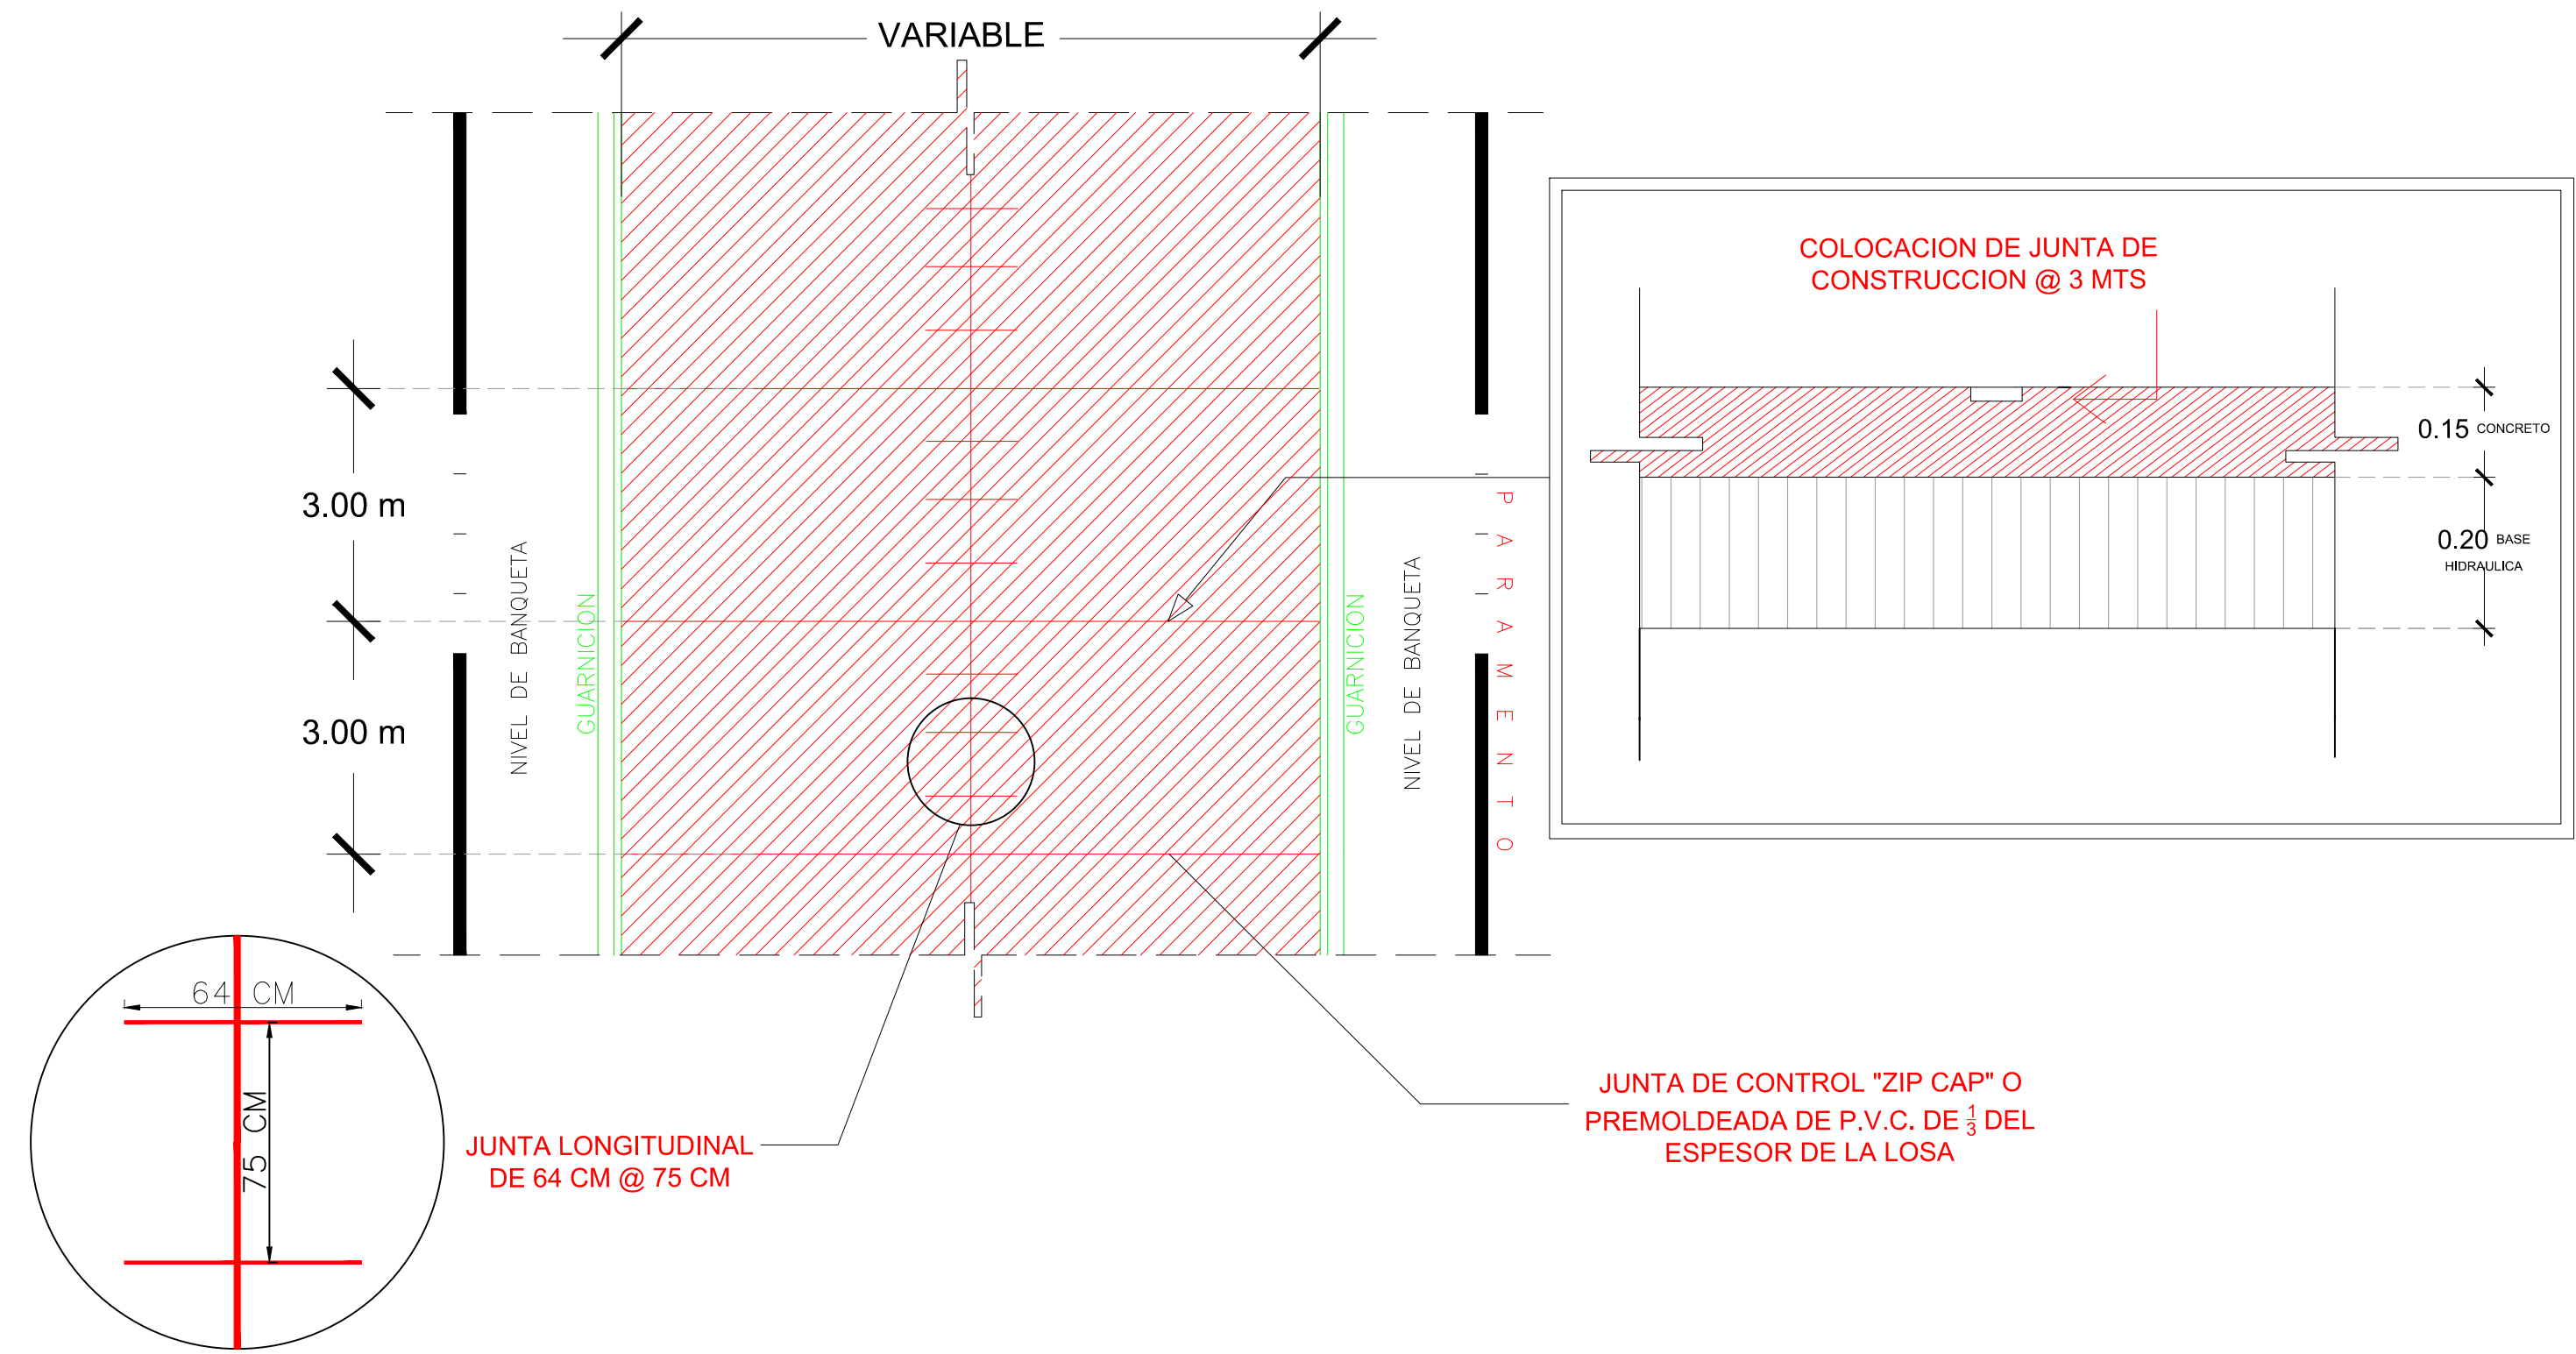 VARIABLE
COLOCACION DE JUNTA DE
CONSTRUCCION @ 3 MTS
0.15 CONCRETO
0.20 BASE
HIDRAULICA
3.00 m
3.00 m
NIVEL DE BANQUETA
GUARNICION
GUARNICION
NIVEL DE BANQUETA
PARAMENTO
64 CM
75 CM
JUNTA LONGITUDINAL
DE 64 CM @ 75 CM
JUNTA DE CONTROL "ZIP CAP" O
PREMOLDEADA DE P.V.C. DE 1/3 DEL
ESPESOR DE LA LOSA